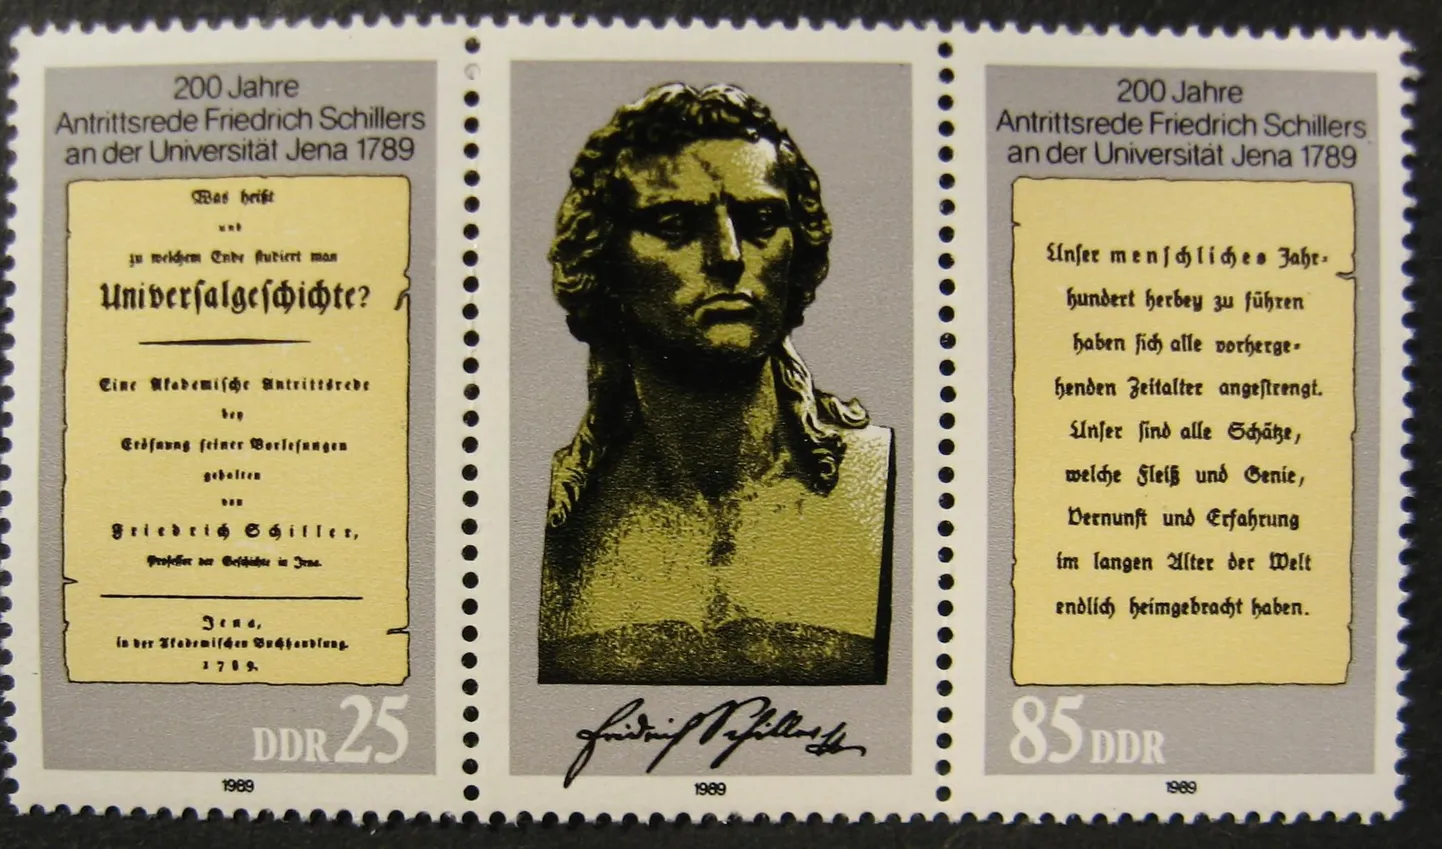 200 Jahre
Antrittsrede Friedrich Schillers
an der Universität Jena 1789
Was heißt
und
zu welchem Ende studiert man
Universalgeschichte?
Eine Akademische Antrittsrede
bey
Eröfnung seiner Vorlesungen
gehalten
von
Friedrich Schiller,
Professor der Geschichte in Jena.
Jena,
in der Akademischen Buchhandlung.
1789.
DDR 25
1989
Friedrich Schiller
1989
200 Jahre
Antrittsrede Friedrich Schillers
an der Universität Jena 1789
Unser menschliches Jahr-
hundert herbey zu führen
haben sich alle vorherge-
henden Zeitalter angestrengt.
Unser sind alle Schätze,
welche Fleiß und Genie,
Vernunft und Erfahrung
im langen Alter der Welt
endlich heimgebracht haben.
85 DDR
1989